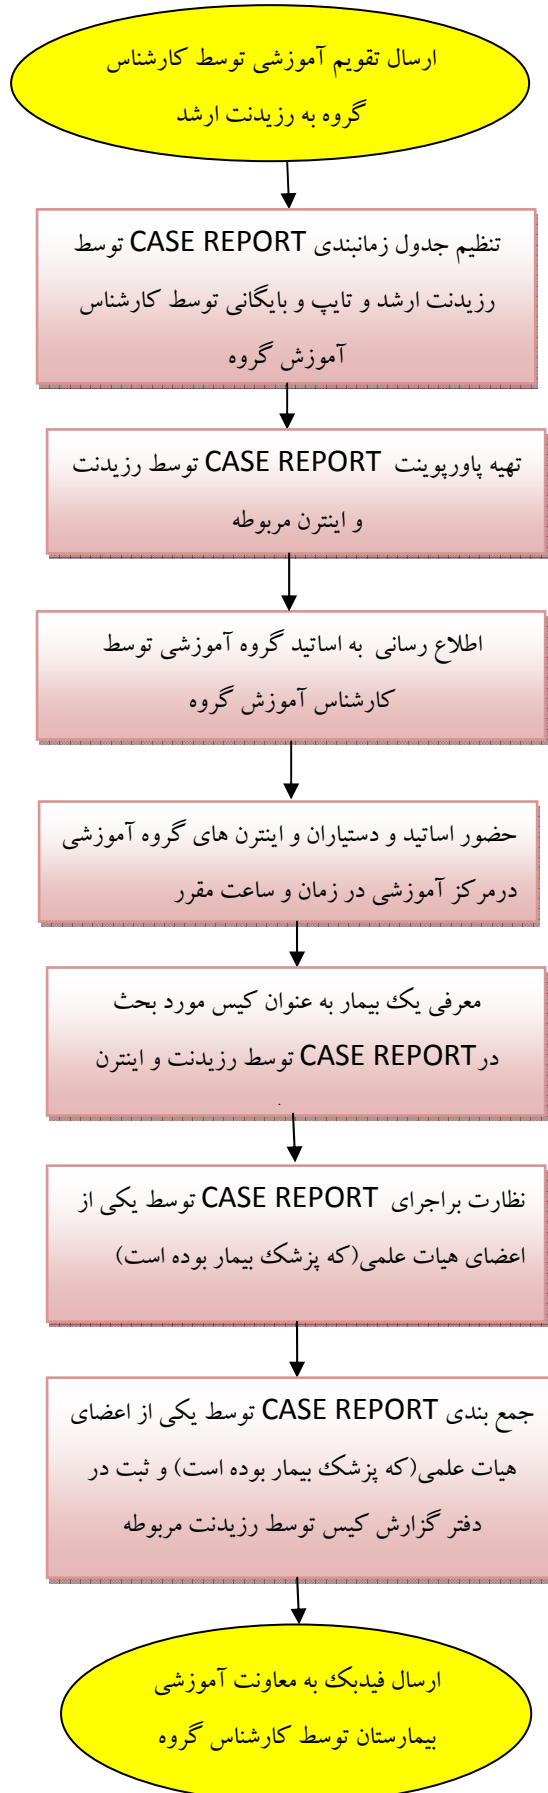 ارسال تقویم آموزشی توسط کارشناس
گروه به رزیدنت ارشد
تنظیم جدول زمانبندی CASE REPORT توسط
رزیدنت ارشد و تایپ و بایگانی توسط کارشناس
آموزش گروه
تهیه پاورپوینت CASE REPORT توسط رزیدنت
و اینترن مربوطه
اطلاع رسانی به اساتید گروه آموزشی توسط
کارشناس آموزش گروه
حضور اساتید و دستیاران و اینترن های گروه آموزشی
درمرکز آموزشی در زمان و ساعت مقرر
معرفی یک بیمار به عنوان کیس مورد بحث
درCASE REPORT توسط رزیدنت و اینترن
.
نظارت براجرای CASE REPORT توسط یکی از
اعضای هیات علمی(که پزشک بیمار بوده است)
جمع بندی CASE REPORT توسط یکی از اعضای
هیات علمی(که پزشک بیمار بوده است) و ثبت در
دفتر گزارش کیس توسط رزیدنت مربوطه
ارسال فیدبک به معاونت آموزشی
بیمارستان توسط کارشناس گروه